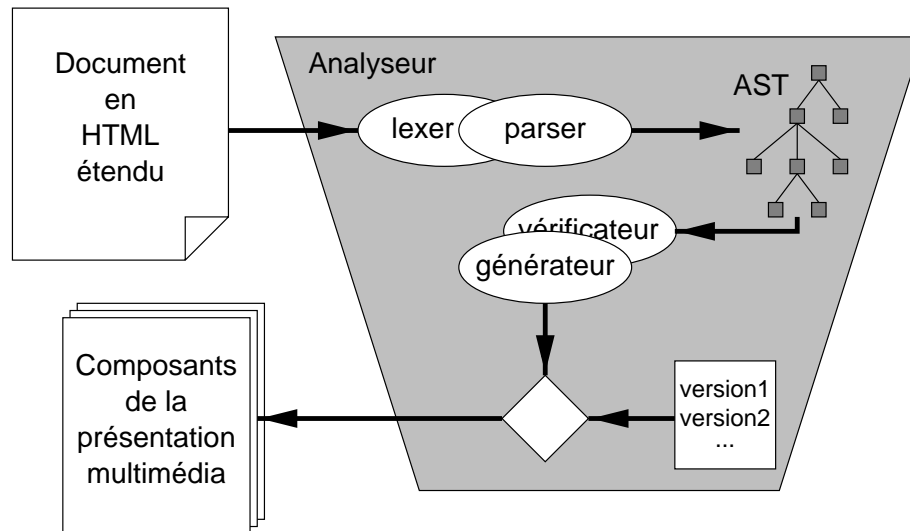 Document
en
HTML
étendu
Analyseur
AST
lexer
parser
vérificateur
générateur
Composants
de la
présentation
multimédia
version1
version2
...